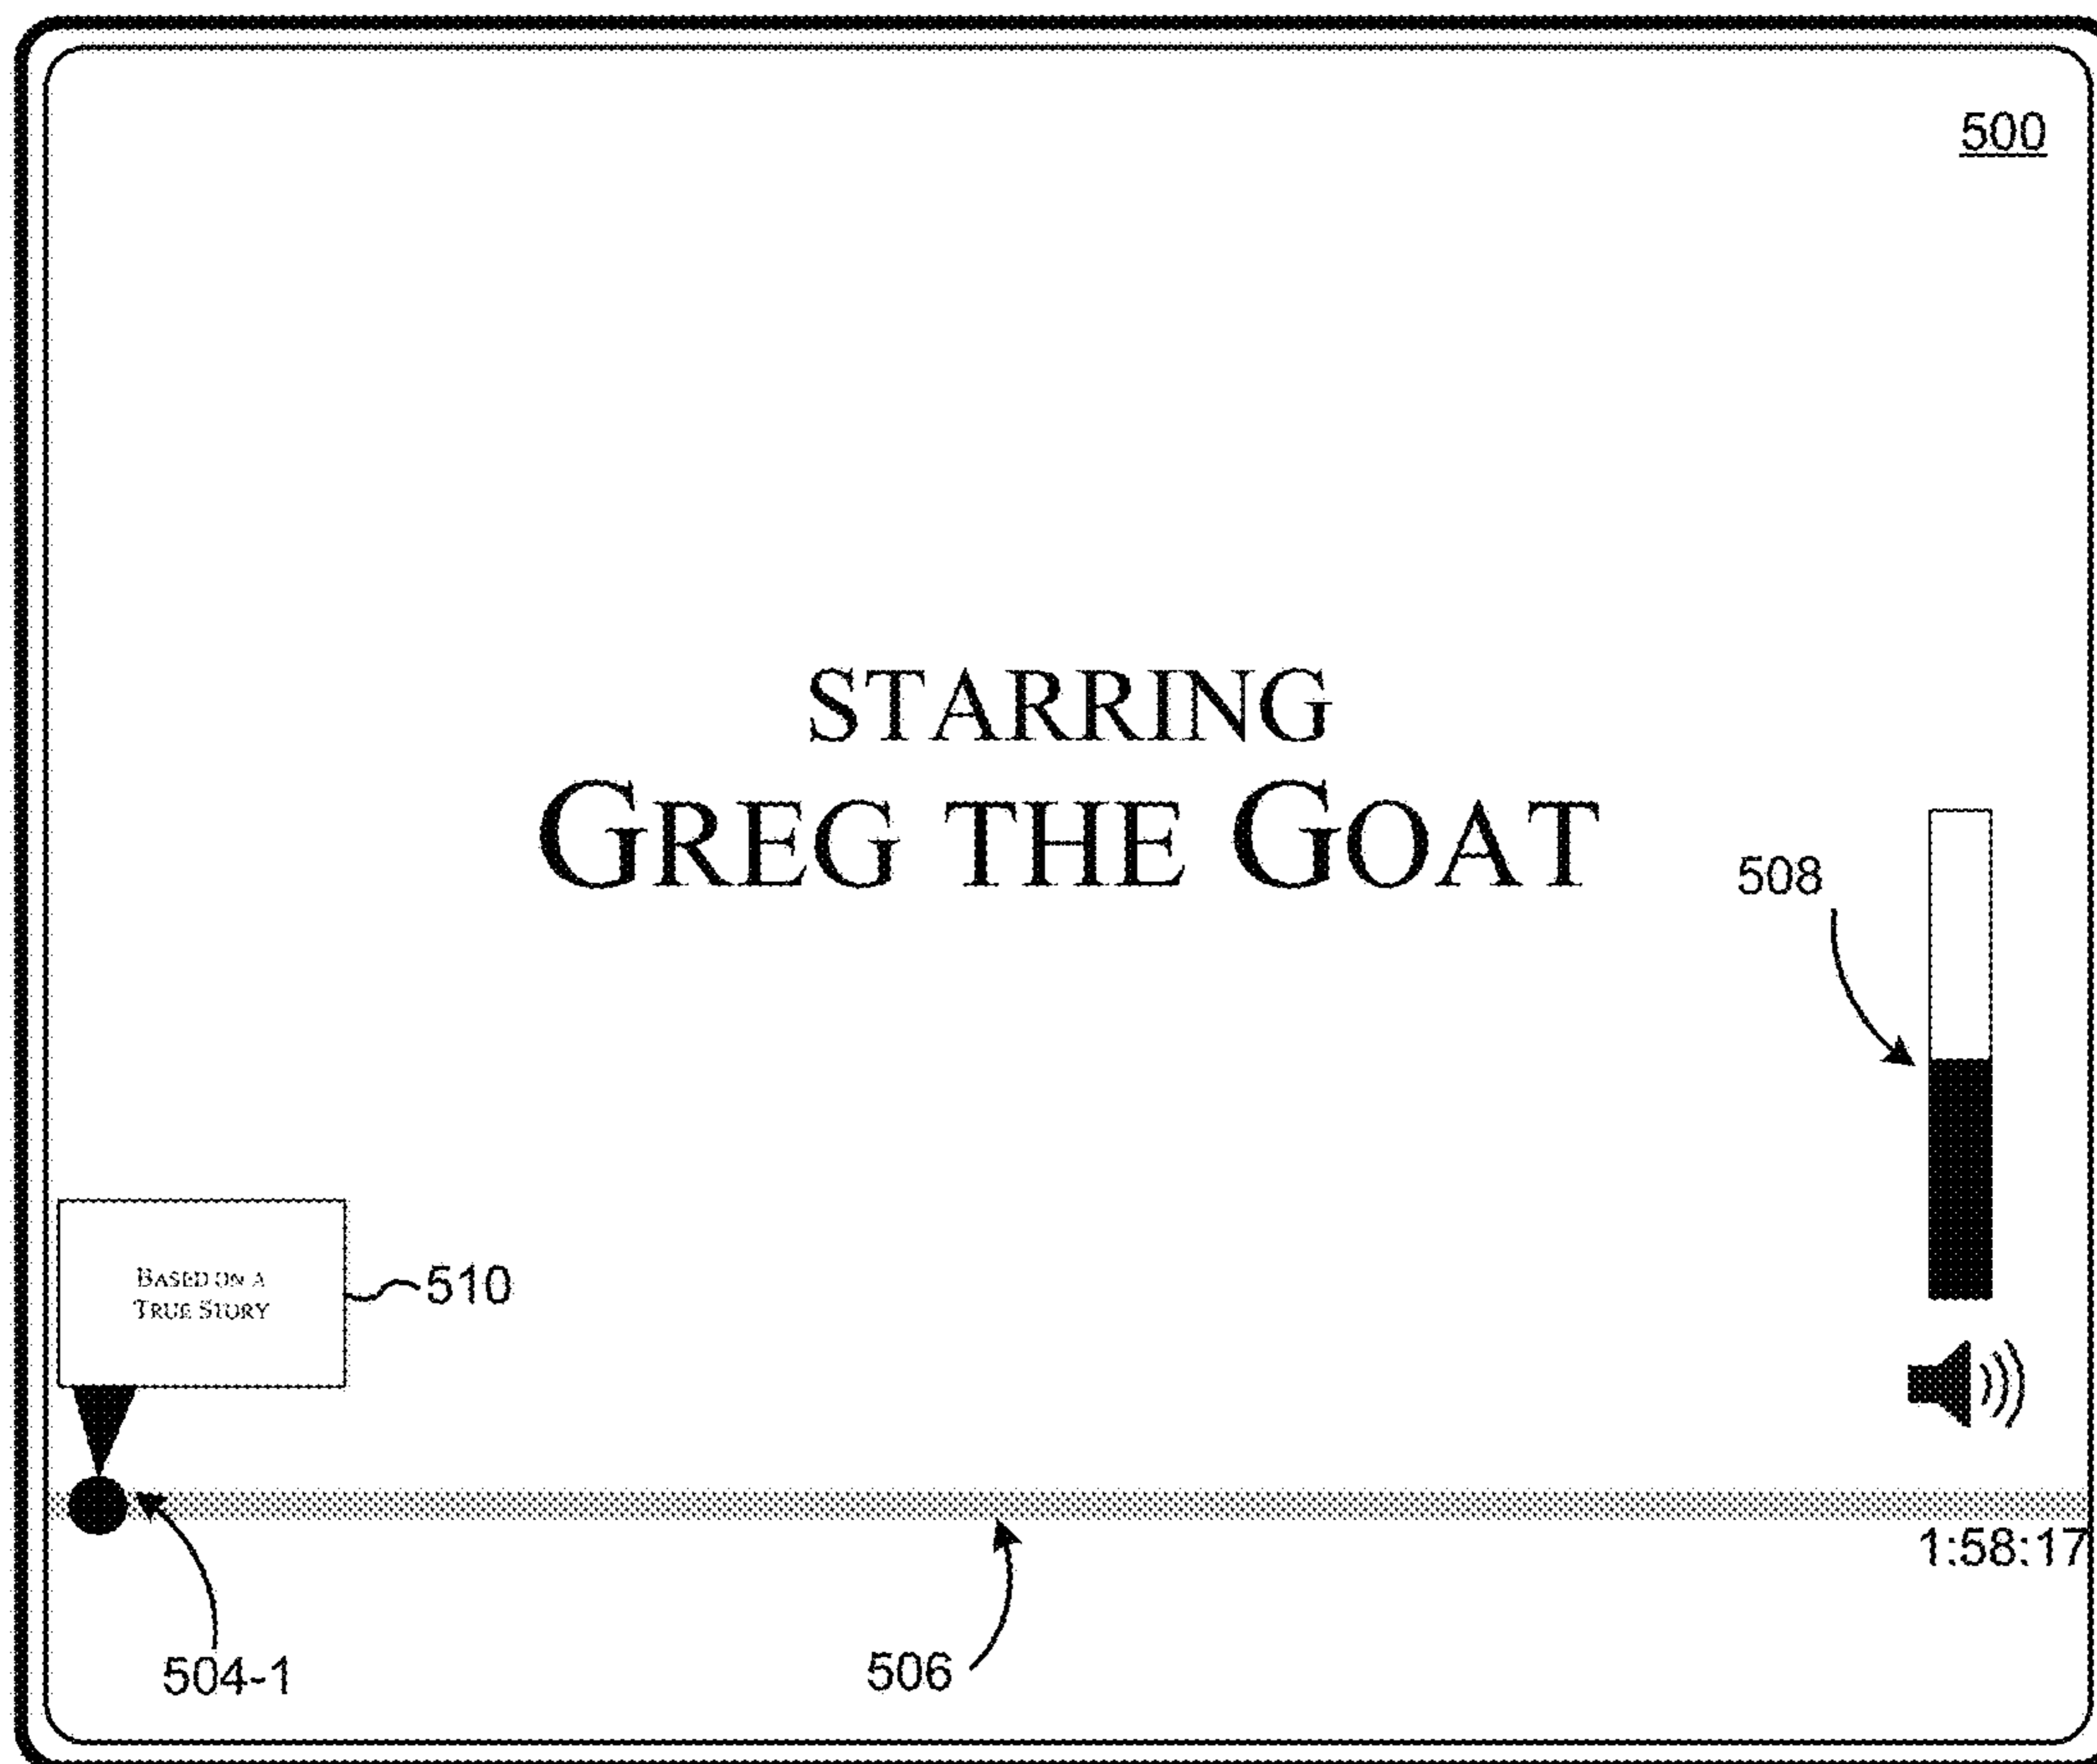 500
STARRING
GREG THE GOAT
508
BASED ON A
TRUE STORY
510
1:58:17
504-1
506